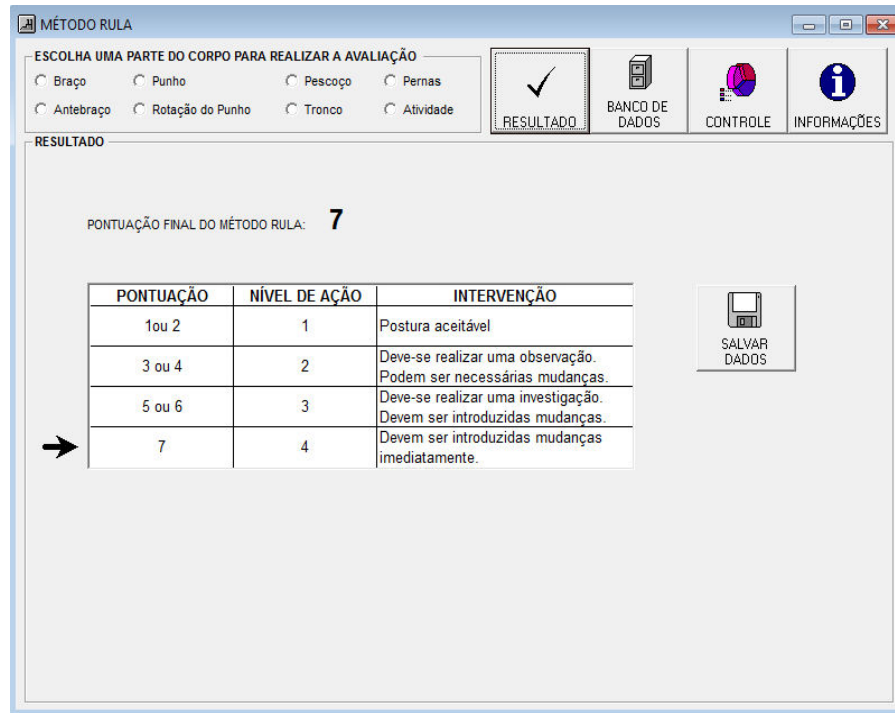 MÉTODO RULA
ESCOLHA UMA PARTE DO CORPO PARA REALIZAR A AVALIAÇÃO
Braço Punho Pescoço Pernas
Antebraço Rotação do Punho Tronco Atividade
RESULTADO
BANCO DE
DADOS
CONTROLE
INFORMAÇÕES
RESULTADO
PONTUAÇÃO FINAL DO MÉTODO RULA: 7
PONTUAÇÃO NÍVEL DE AÇÃO INTERVENÇÃO
1ou 2 1 Postura aceitável
3 ou 4 2 Deve-se realizar uma observação.
Podem ser necessárias mudanças.
5 ou 6 3 Deve-se realizar uma investigação.
Devem ser introduzidas mudanças.
7 4 Devem ser introduzidas mudanças
imediatamente.
SALVAR
DADOS